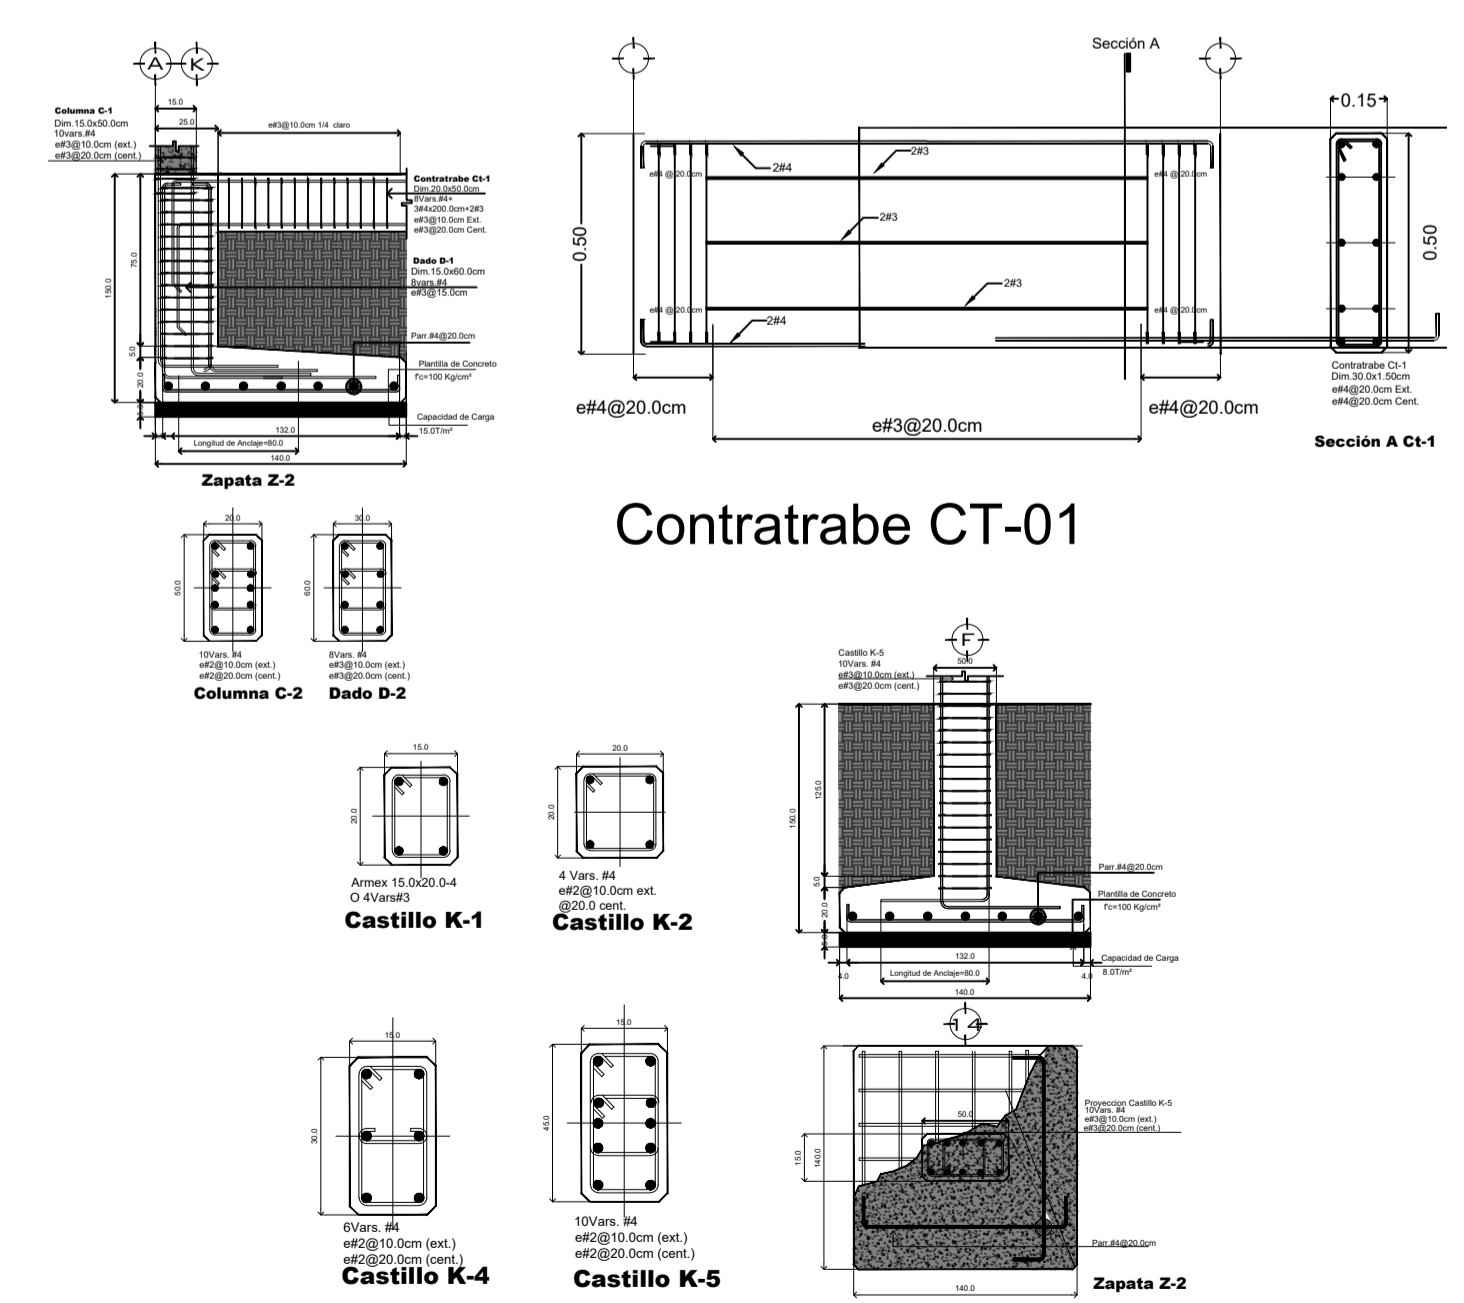 A K
15.0
25.0
e#3@10.0cm 1/4 claro
Columna C-1
Dim.15.0x50.0cm
10vars.#4
e#3@10.0cm (ext.)
e#3@20.0cm (cent.)
Contratrabe Ct-1
Dim.20.0x50.0cm
8Vars.#4+
3#4x200.0cm+2#3
e#3@10.0cm Ext.
e#3@20.0cm Cent.
Dado D-1
Dim.15.0x60.0cm
8vars.#4
e#3@15.0cm
75.0
150.0
Parr.#4@20.0cm
5.0
20.0
Plantilla de Concreto
f'c=100 Kg/cm²
Capacidad de Carga
15.0T/m²
132.0
Longitud de Anclaje=80.0
140.0
Zapata Z-2
Sección A
2#4
2#3
e#4 @ 20.0cm
e#4 @ 20.0cm
0.50
2#3
2#3
e#4 @ 20.0cm
e#4 @ 20.0cm
2#4
e#4@20.0cm
e#3@20.0cm
e#4@20.0cm
0.15
0.50
Contratrabe Ct-1
Dim.30.0x1.50cm
e#4@20.0cm Ext.
e#4@20.0cm Cent.
Sección A Ct-1
Contratrabe CT-01
20.0
50.0
10Vars. #4
e#2@10.0cm (ext.)
e#2@20.0cm (cent.)
Columna C-2
30.0
60.0
8Vars. #4
e#3@10.0cm (ext.)
e#3@20.0cm (cent.)
Dado D-2
15.0
20.0
Armex 15.0x20.0-4
O 4Vars#3
Castillo K-1
20.0
20.0
4 Vars. #4
e#2@10.0cm ext.
@20.0 cent.
Castillo K-2
F
50.0
Castillo K-5
10Vars. #4
e#3@10.0cm (ext.)
e#3@20.0cm (cent.)
125.0
150.0
5.0
20.0
Parr.#4@20.0cm
Plantilla de Concreto
f'c=100 Kg/cm²
Capacidad de Carga
8.0T/m²
132.0
4.0
4.0
Longitud de Anclaje=80.0
140.0
15.0
30.0
6Vars. #4
e#2@10.0cm (ext.)
e#2@20.0cm (cent.)
Castillo K-4
15.0
45.0
10Vars. #4
e#2@10.0cm (ext.)
e#2@20.0cm (cent.)
Castillo K-5
14
50.0
15.0
140.0
Proyeccion Castillo K-5
10Vars. #4
e#3@10.0cm (ext.)
e#3@20.0cm (cent.)
Parr.#4@20.0cm
140.0
Zapata Z-2